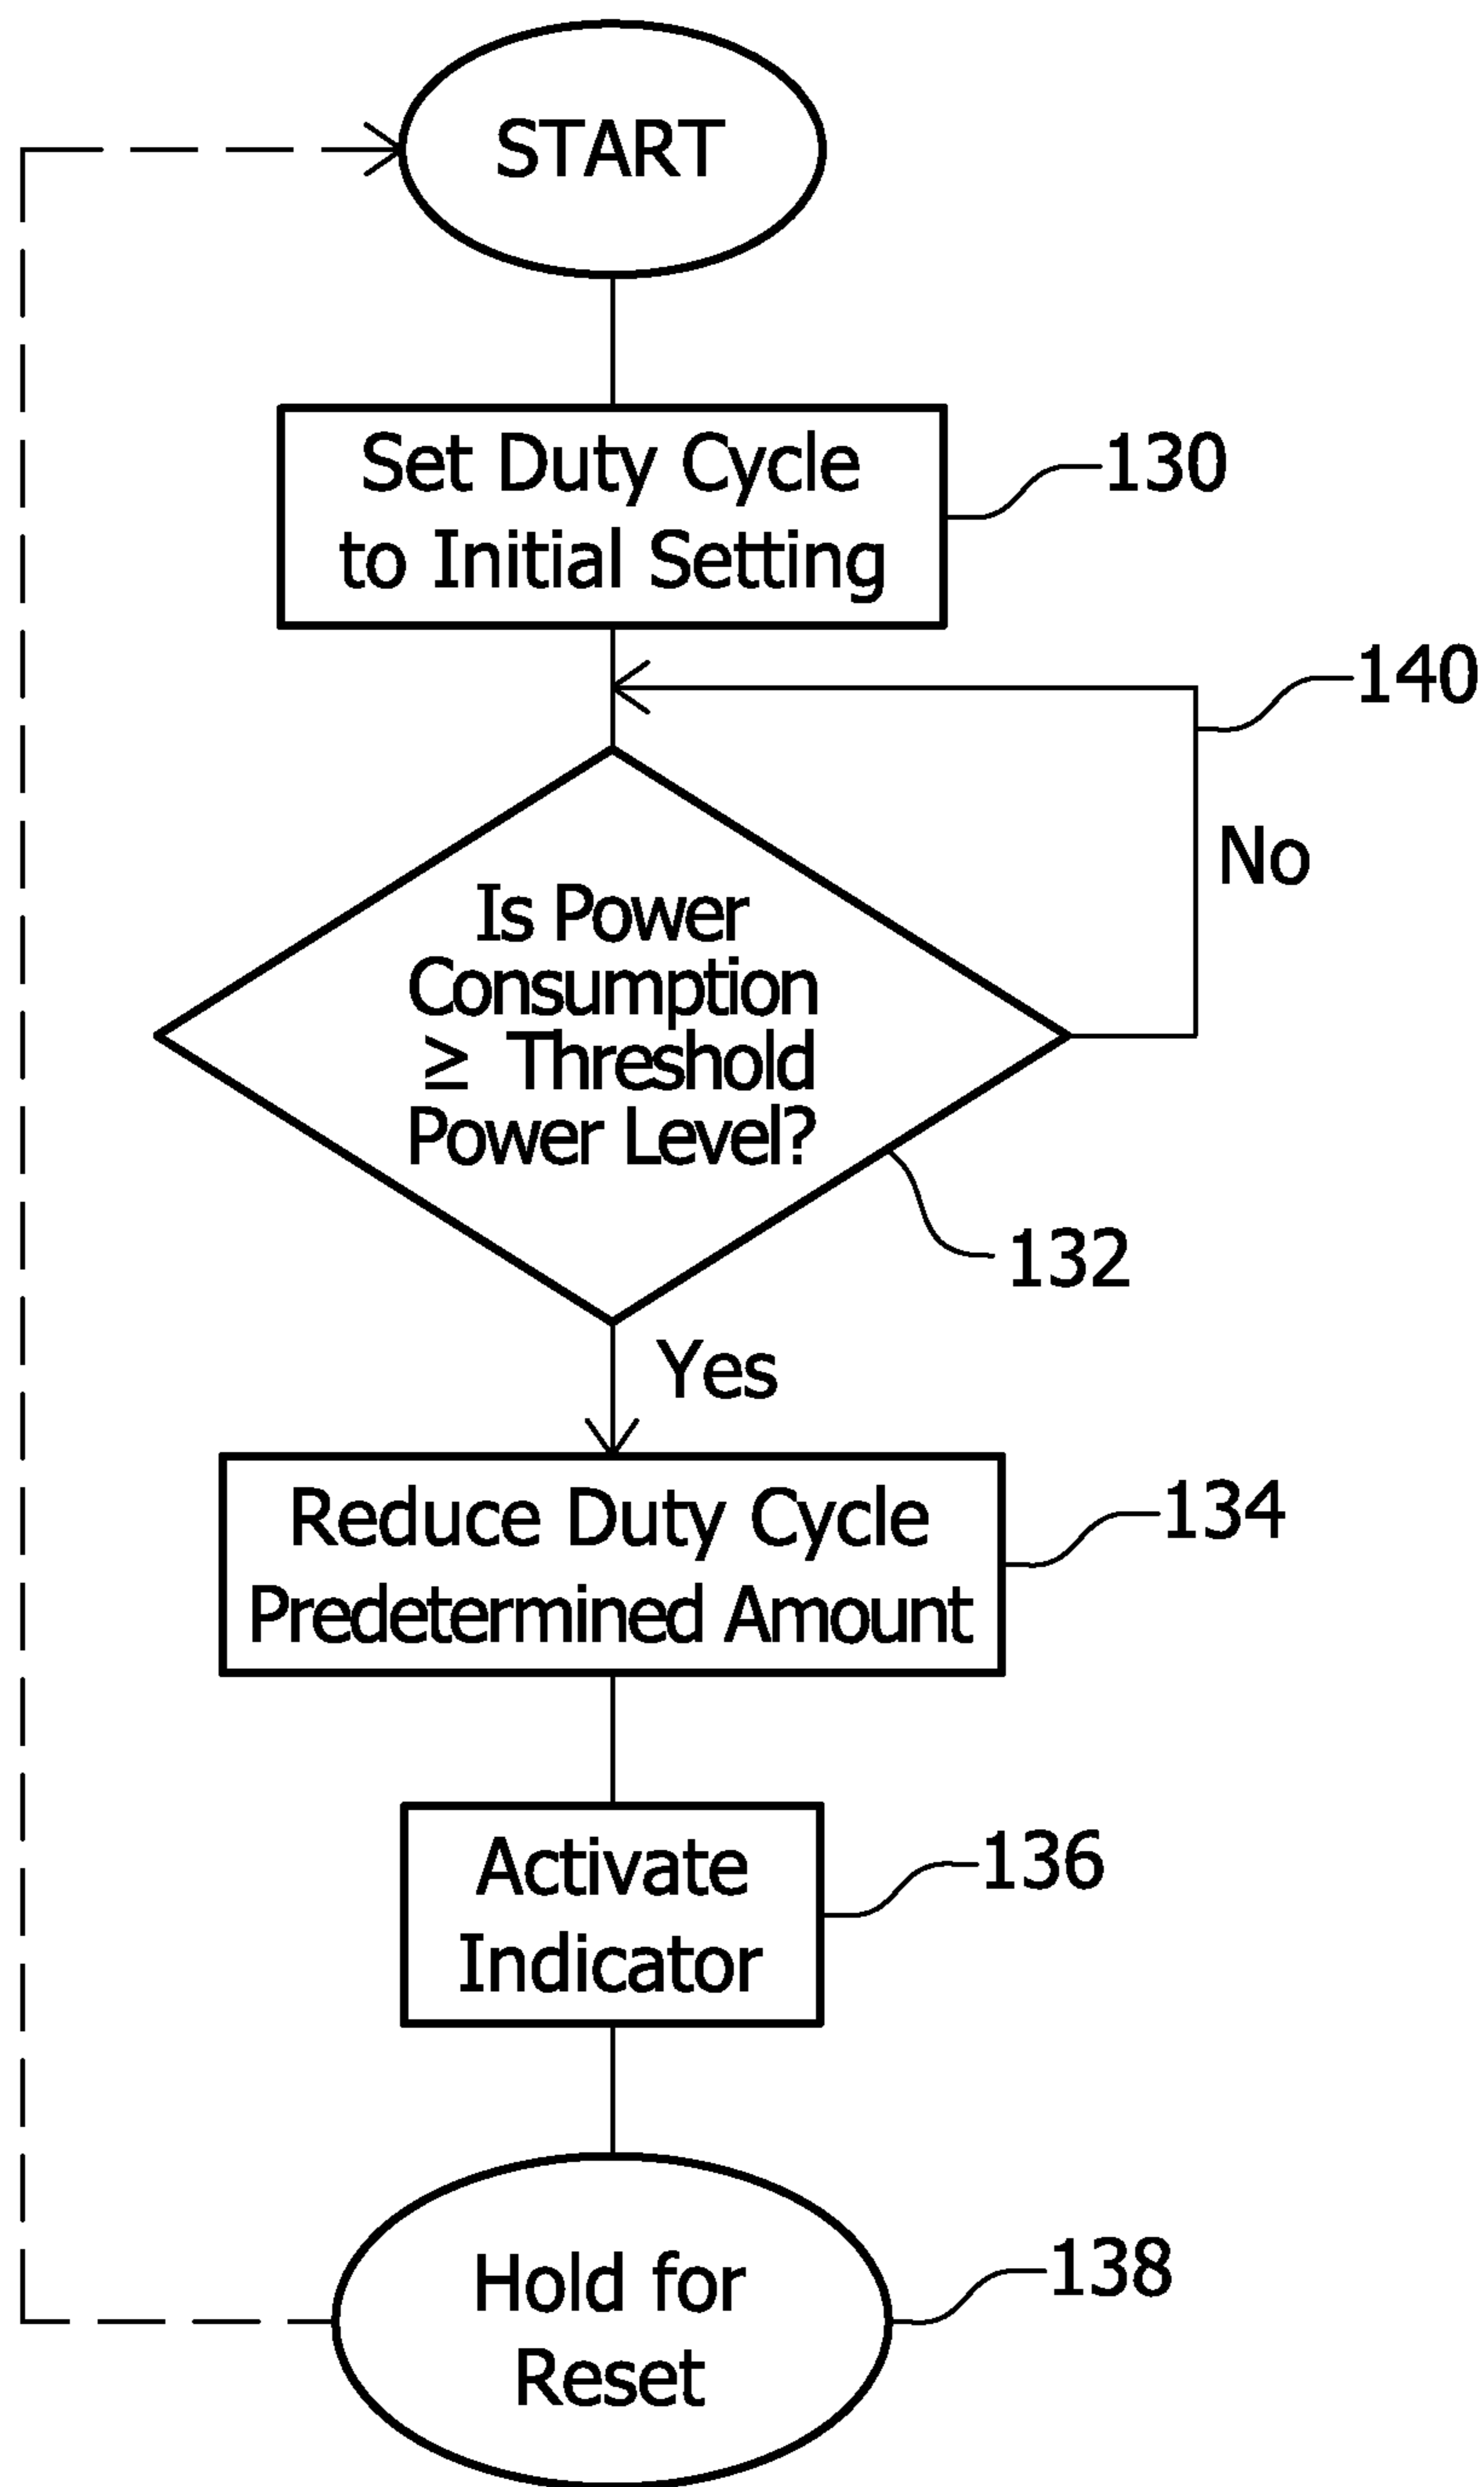 START
Set Duty Cycle
to Initial Setting
130
140
No
Is Power
Consumption
≥ Threshold
Power Level?
132
Yes
Reduce Duty Cycle
Predetermined Amount
134
Activate
Indicator
136
Hold for
Reset
138